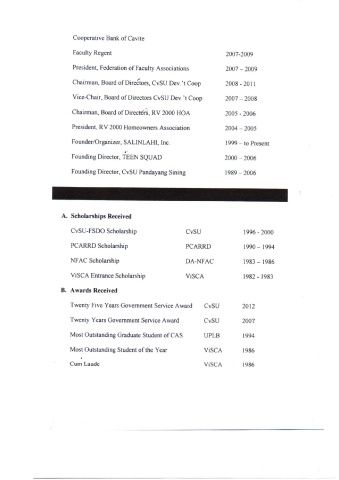 Cooperative Bank of Cavite
Faculty Regent 2007-2009
President, Federation of Faculty Associations 2007 – 2009
Chairman, Board of Directors, CvSU Dev 't Coop 2008 - 2011
Vice-Chair, Board of Directors CvSU Dev 't Coop 2007 – 2008
Chairman, Board of Directors, RV 2000 HOA 2005 - 2006
President, RV 2000 Homeowners Association 2004 – 2005
Founder/Organizer, SALINLAHI, Inc. 1999 – to Present
Founding Director, TEEN SQUAD 2000 – 2006
Founding Director, CvSU Pandayang Sining 1989 – 2006
A. Scholarships Received
CvSU-FSDO Scholarship CvSU 1996 - 2000
PCARRD Scholarship PCARRD 1990 – 1994
NFAC Scholarship DA-NFAC 1983 – 1986
ViSCA Entrance Scholarship ViSCA 1982 - 1983
B. Awards Received
Twenty Five Years Government Service Award CvSU 2012
Twenty Years Government Service Award CvSU 2007
Most Outstanding Graduate Student of CAS UPLB 1994
Most Outstanding Student of the Year ViSCA 1986
Cum Laude ViSCA 1986